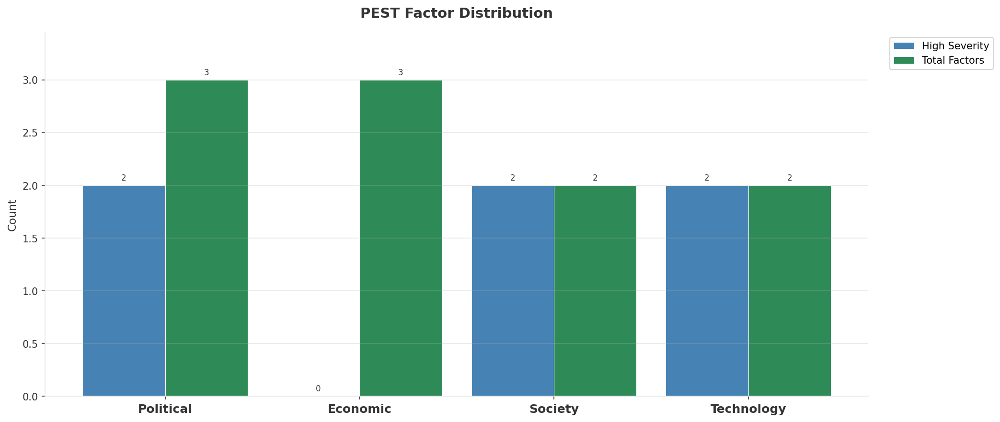 PEST Factor Distribution
High Severity
Total Factors
Count
3.0
2.5
2.0
1.5
1.0
0.5
0.0
2
3
0
3
2
2
2
2
Political
Economic
Society
Technology